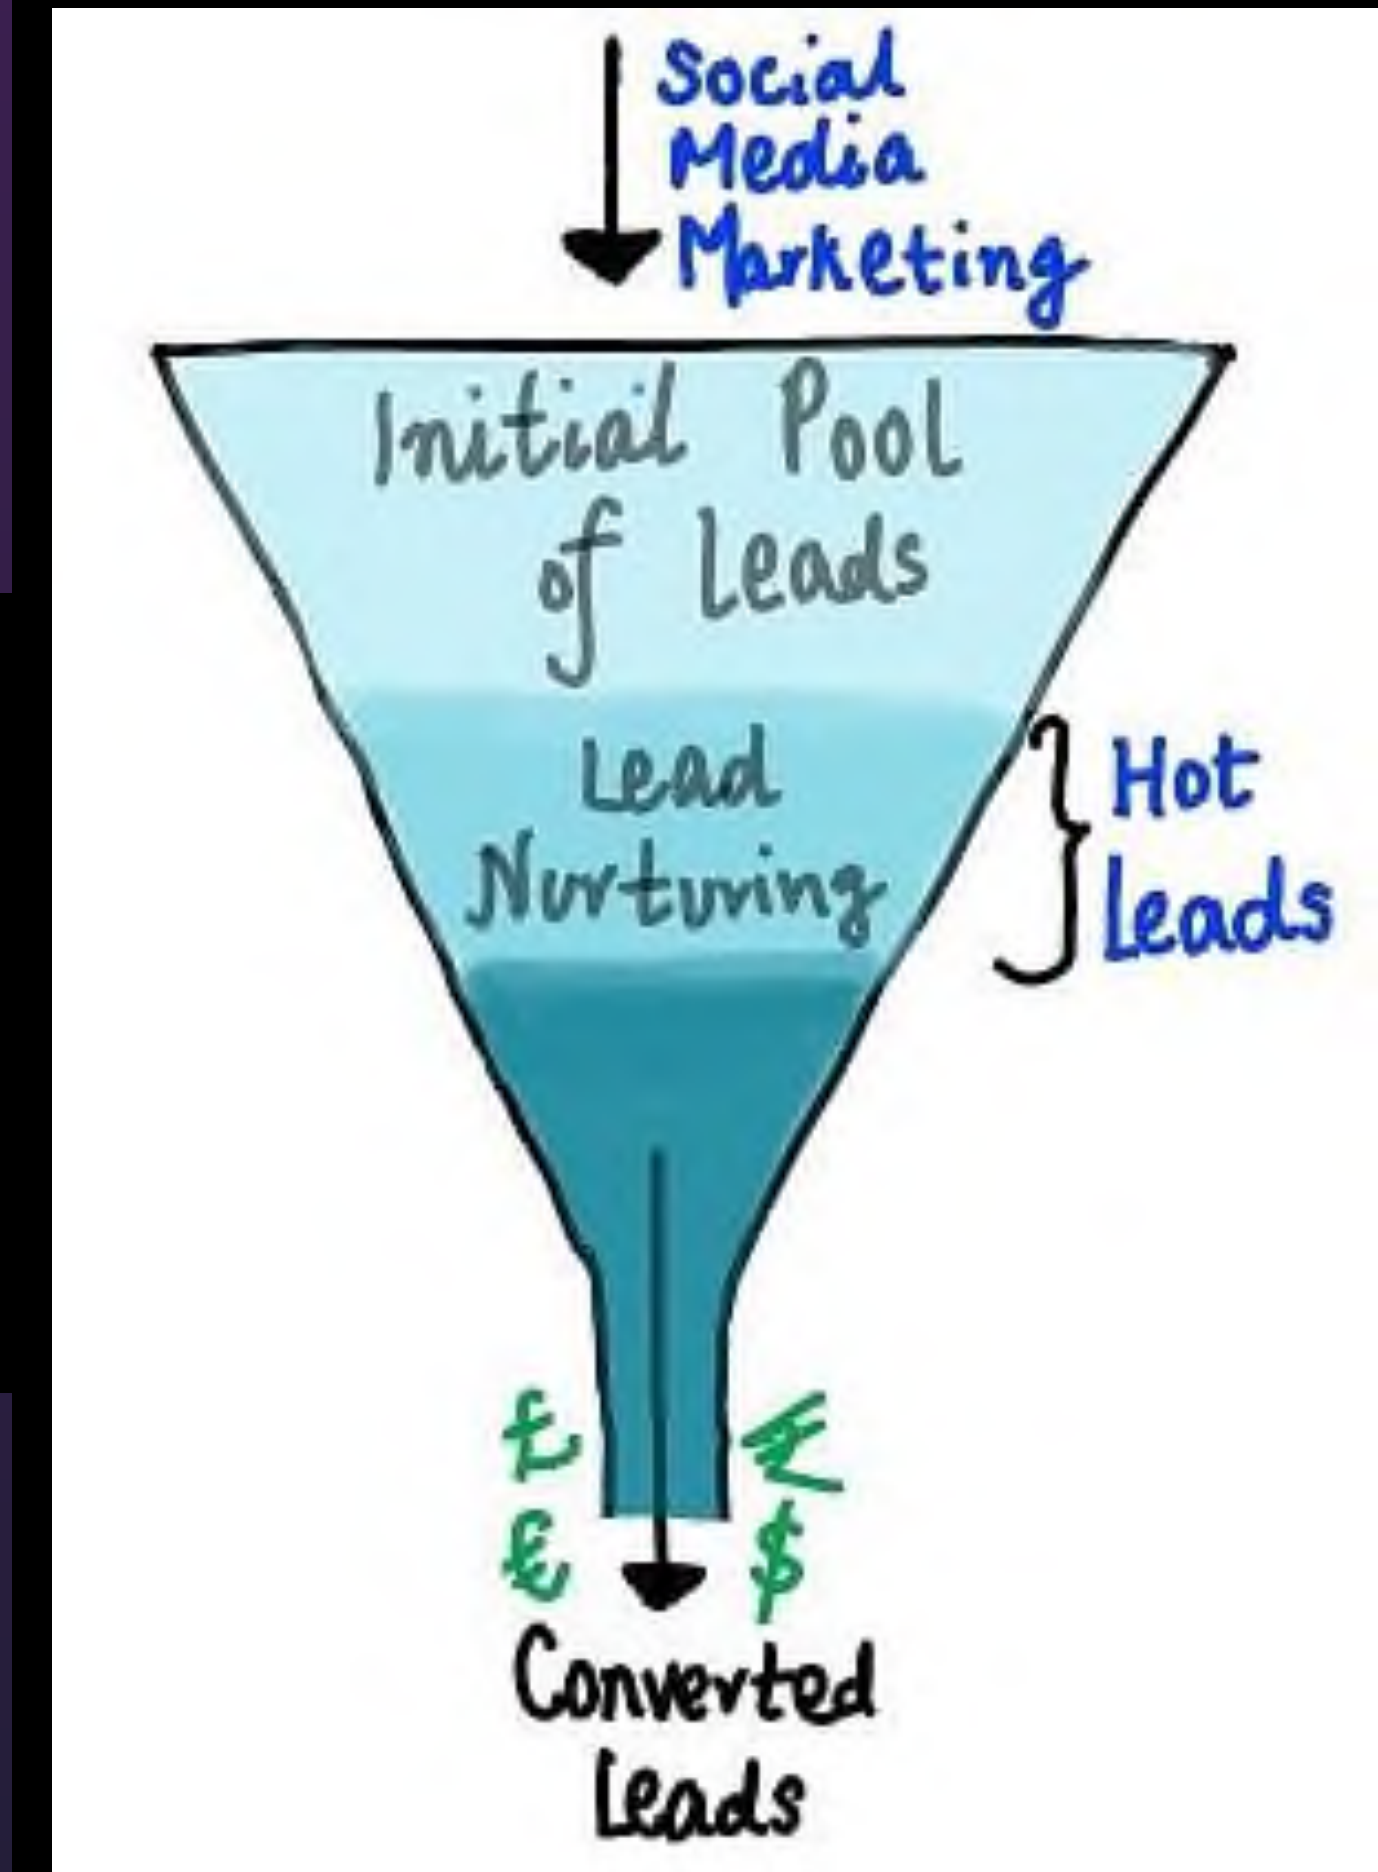 Social
Media
Marketing
Initial Pool
of Leads
Lead
Nurturing
Hot
Leads
£ ₹
€ $
Converted
Leads